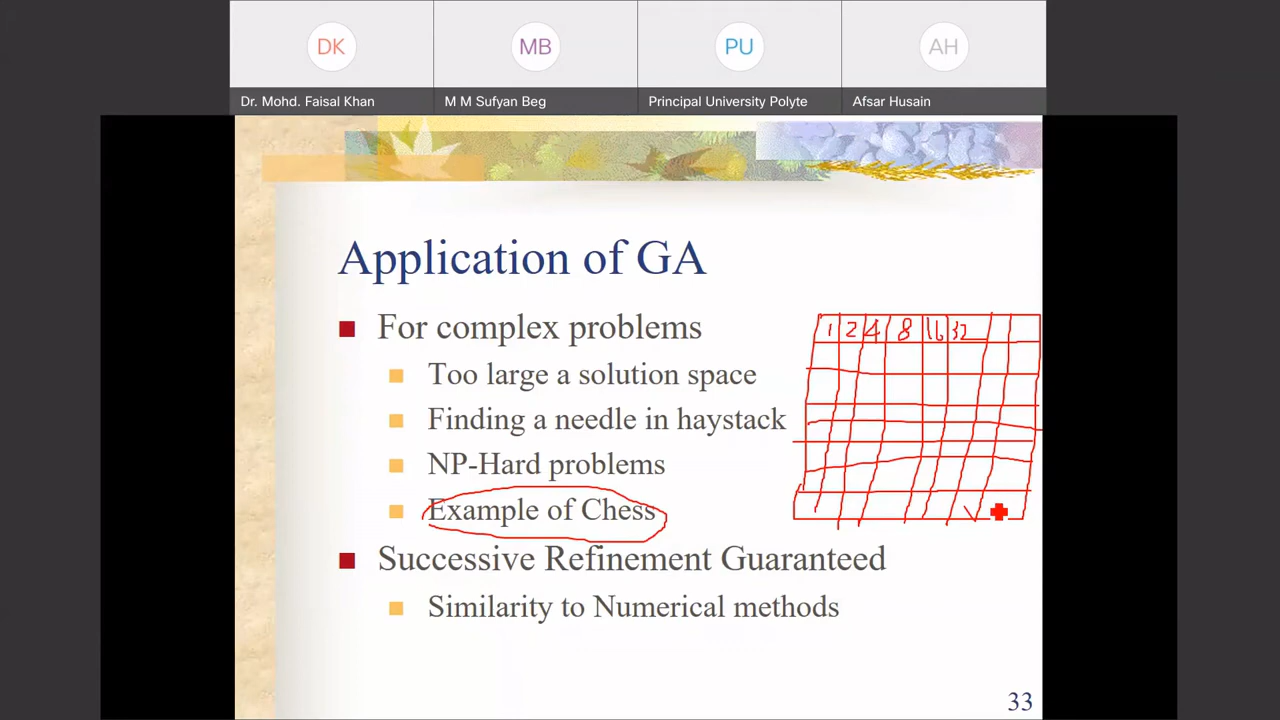 DK MB PU AH
Dr. Mohd. Faisal Khan M M Sufyan Beg Principal University Polyte Afsar Husain
Application of GA
For complex problems
Too large a solution space
Finding a needle in haystack
NP-Hard problems
Example of Chess
Successive Refinement Guaranteed
Similarity to Numerical methods
1 2 4 8 16 32
33